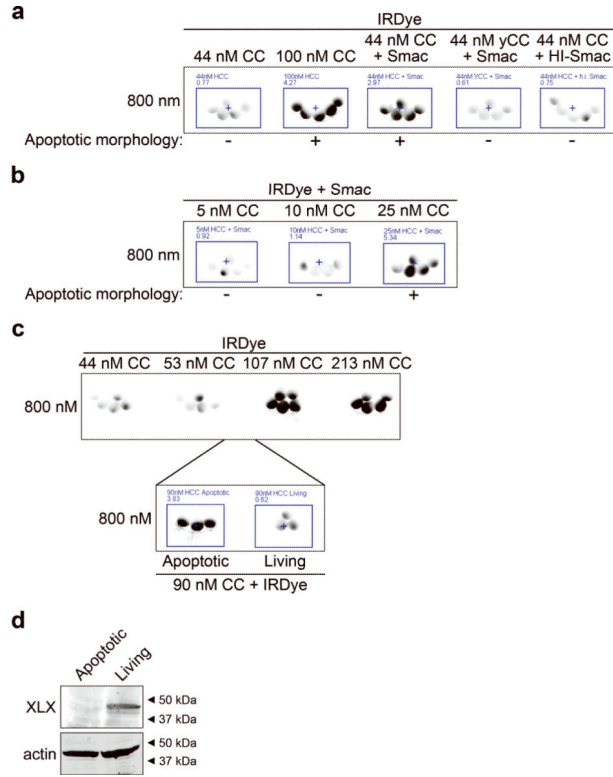 a
IRDye
44 nM CC 100 nM CC 44 nM CC + Smac 44 nM yCC + Smac 44 nM CC + HI-Smac
800 nm
44nM HCC 0.77
100nM HCC 4.27
44nM HCC + Smac 2.97
44nM YCC + Smac 0.61
44nM HCC + h.i. Smac 0.75
Apoptotic morphology: - + + - -
b
IRDye + Smac
5 nM CC 10 nM CC 25 nM CC
800 nm
5nM HCC + Smac 0.92
10nM HCC + Smac 1.14
25nM HCC + Smac 5.34
Apoptotic morphology: - - +
c
IRDye
44 nM CC 53 nM CC 107 nM CC 213 nM CC
800 nM
800 nM
90nM HCC Apoptotic 3.83
90nM HCC Living 0.82
Apoptotic Living
90 nM CC + IRDye
d
Apoptotic Living
XLX
◄ 50 kDa
◄ 37 kDa
actin
◄ 50 kDa
◄ 37 kDa